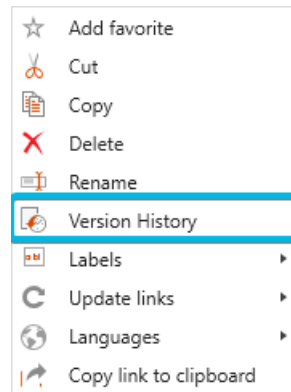 Add favorite
Cut
Copy
Delete
Rename
Version History
Labels
Update links
Languages
Copy link to clipboard